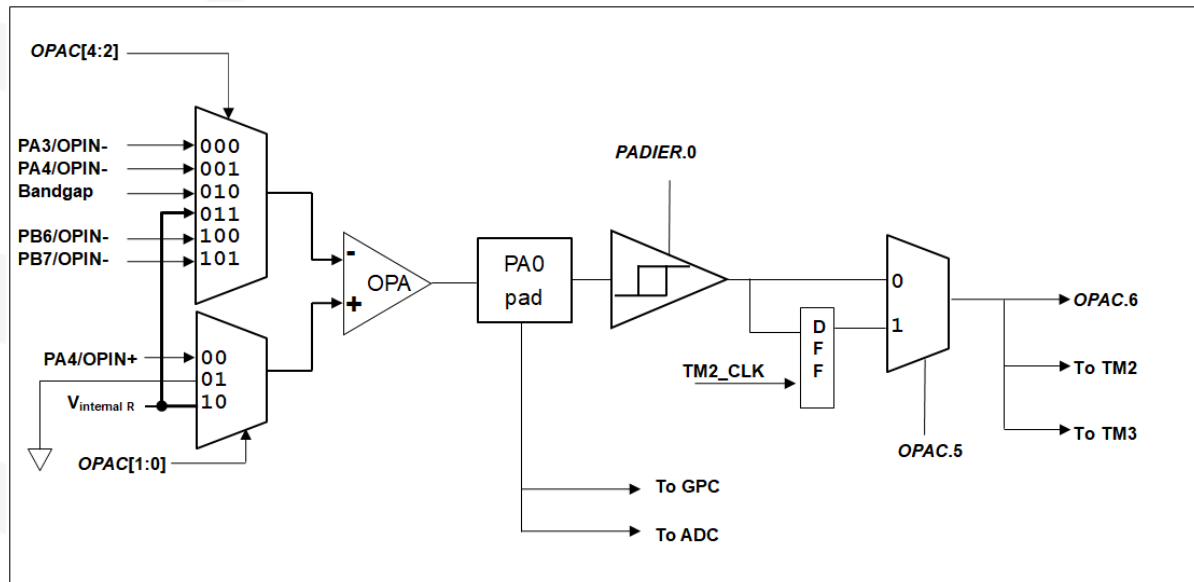 OPAC[4:2]
PA3/OPIN-
000
PA4/OPIN-
001
Bandgap
010
011
PB6/OPIN-
100
PB7/OPIN-
101
PADIER.0
-
OPA
+
PA0
pad
0
1
OPAC.6
D
F
F
TM2_CLK
To TM2
To TM3
OPAC.5
PA4/OPIN+
00
01
Vinternal R
10
OPAC[1:0]
To GPC
To ADC